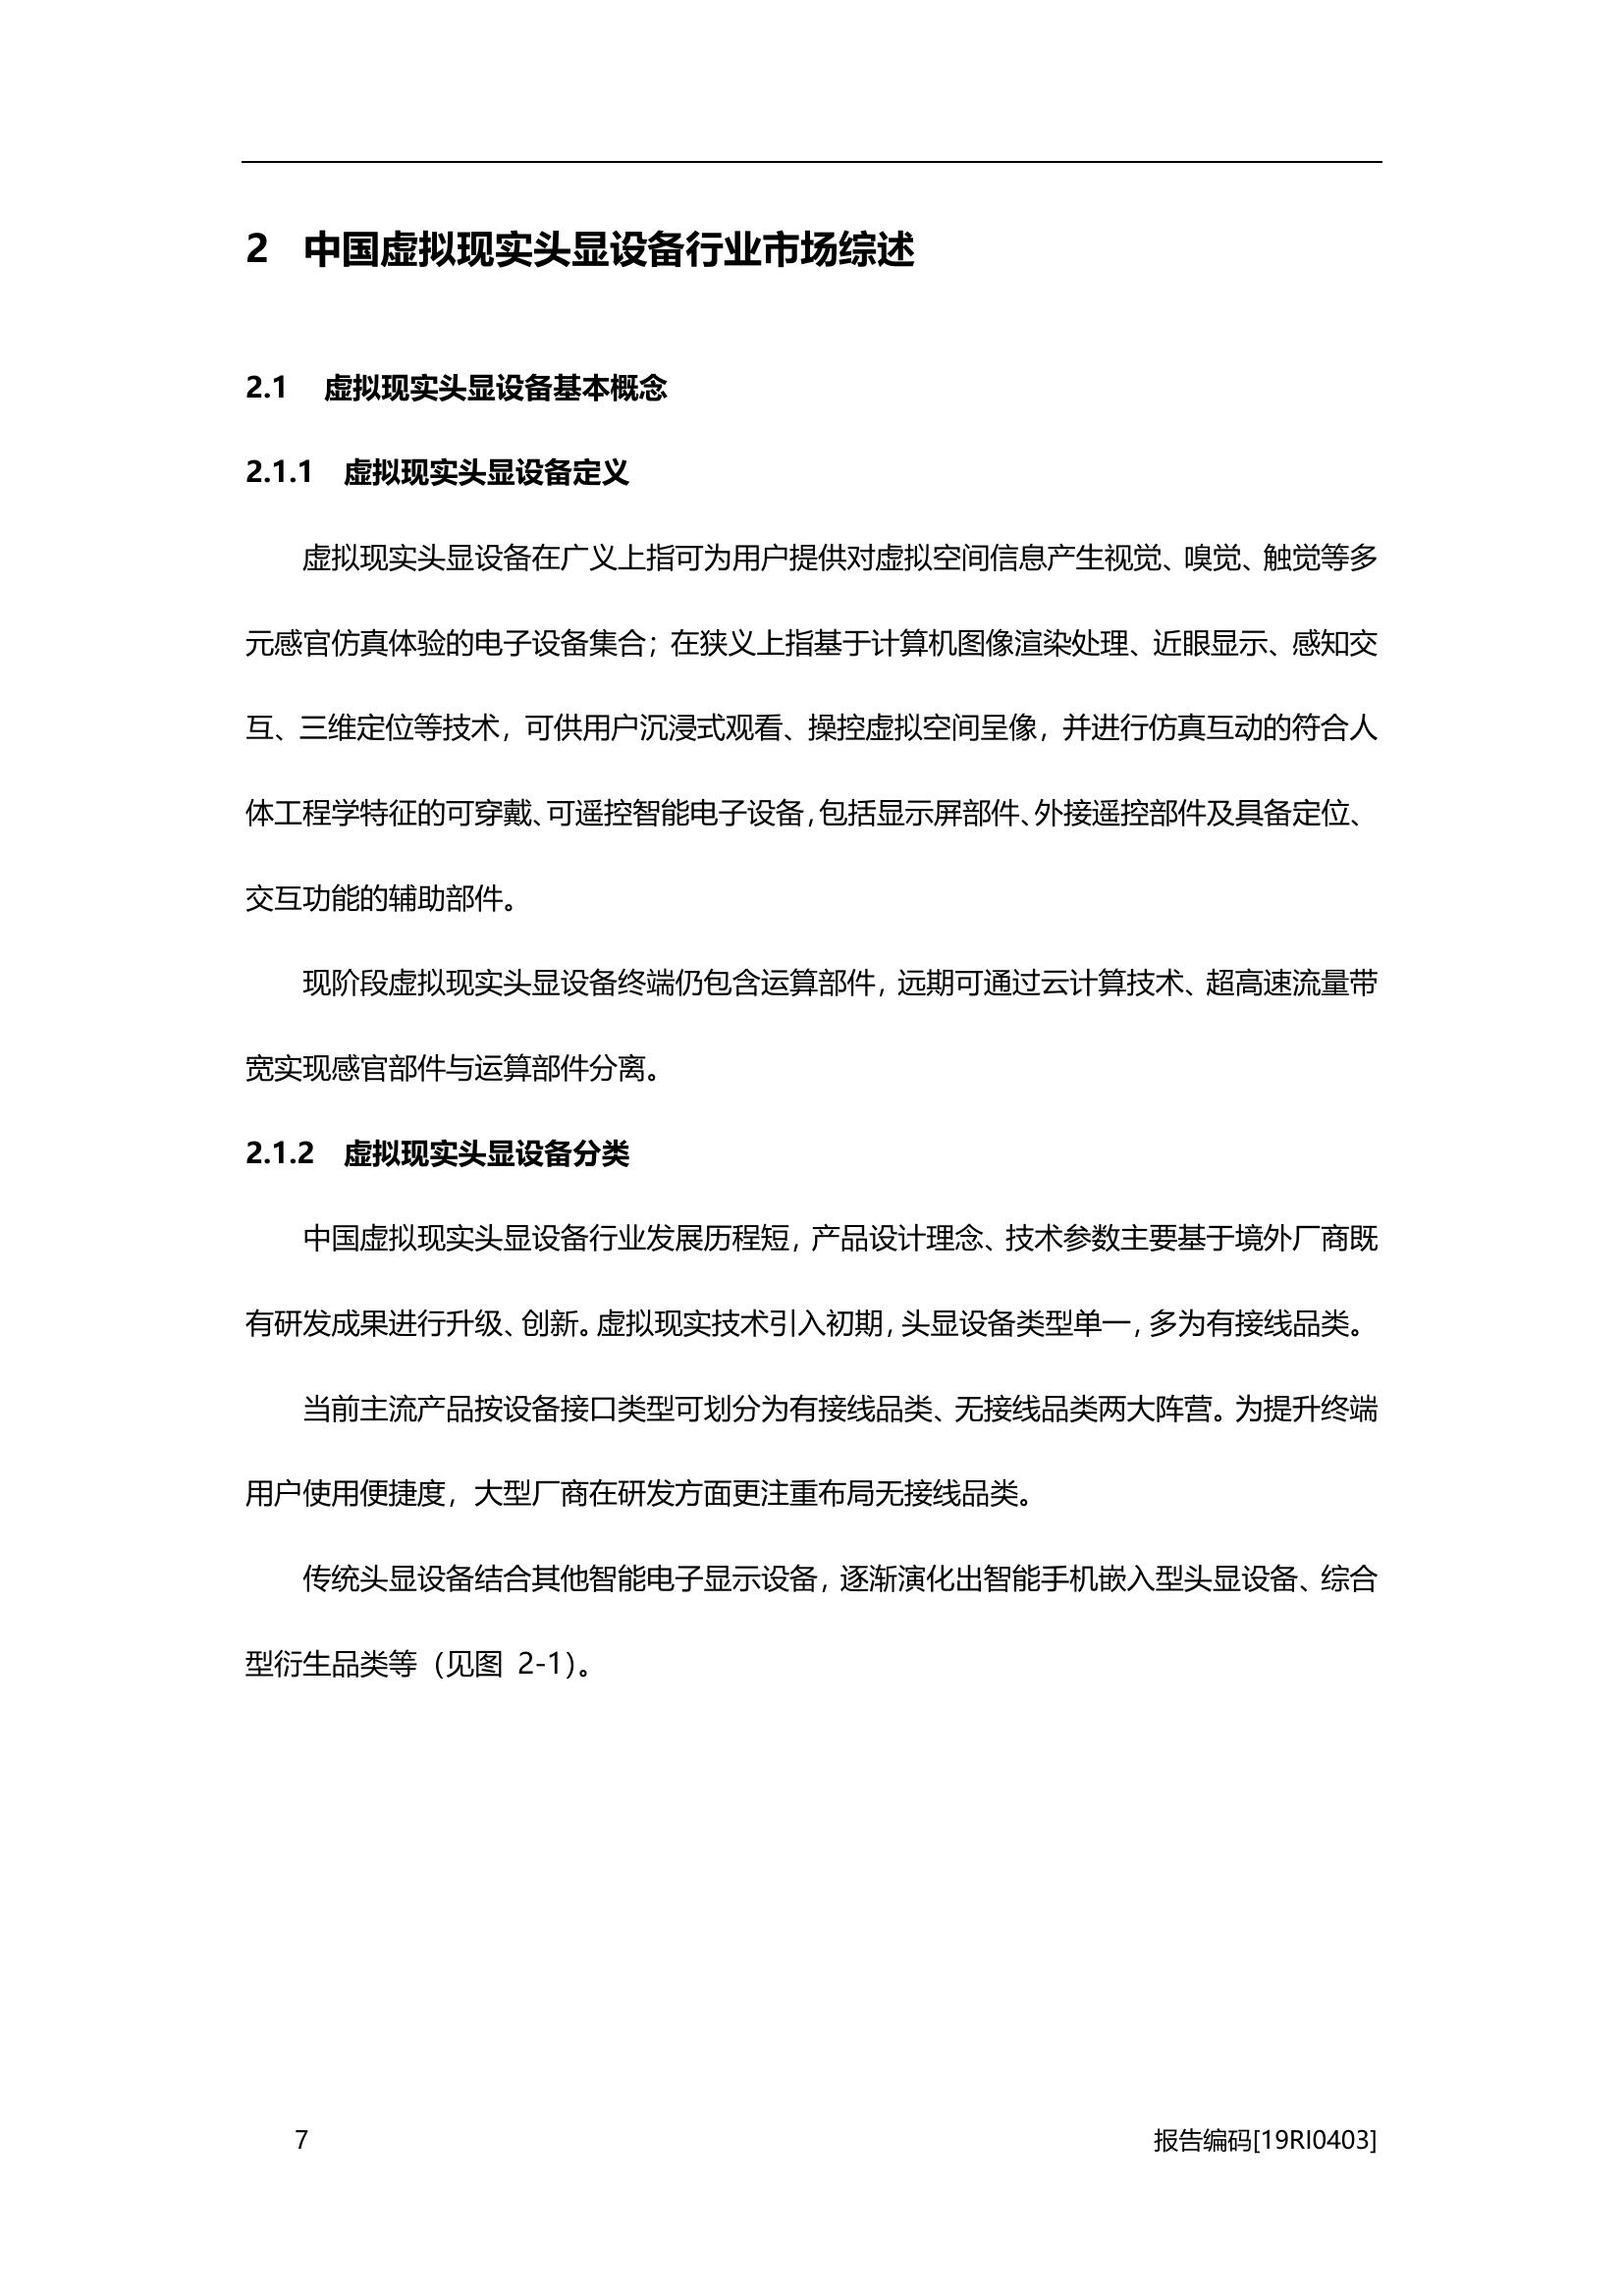 2 中国虚拟现实头显设备行业市场综述
2.1 虚拟现实头显设备基本概念
2.1.1 虚拟现实头显设备定义
虚拟现实头显设备在广义上指可为用户提供对虚拟空间信息产生视觉、嗅觉、触觉等多
元感官仿真体验的电子设备集合；在狭义上指基于计算机图像渲染处理、近眼显示、感知交
互、三维定位等技术，可供用户沉浸式观看、操控虚拟空间呈像，并进行仿真互动的符合人
体工程学特征的可穿戴、可遥控智能电子设备，包括显示屏部件、外接遥控部件及具备定位、
交互功能的辅助部件。
现阶段虚拟现实头显设备终端仍包含运算部件，远期可通过云计算技术、超高速流量带
宽实现感官部件与运算部件分离。
2.1.2 虚拟现实头显设备分类
中国虚拟现实头显设备行业发展历程短，产品设计理念、技术参数主要基于境外厂商既
有研发成果进行升级、创新。虚拟现实技术引入初期，头显设备类型单一，多为有接线品类。
当前主流产品按设备接口类型可划分为有接线品类、无接线品类两大阵营。为提升终端
用户使用便捷度，大型厂商在研发方面更注重布局无接线品类。
传统头显设备结合其他智能电子显示设备，逐渐演化出智能手机嵌入型头显设备、综合
型衍生品类等（见图 2-1）。
7 报告编码[19RI0403]